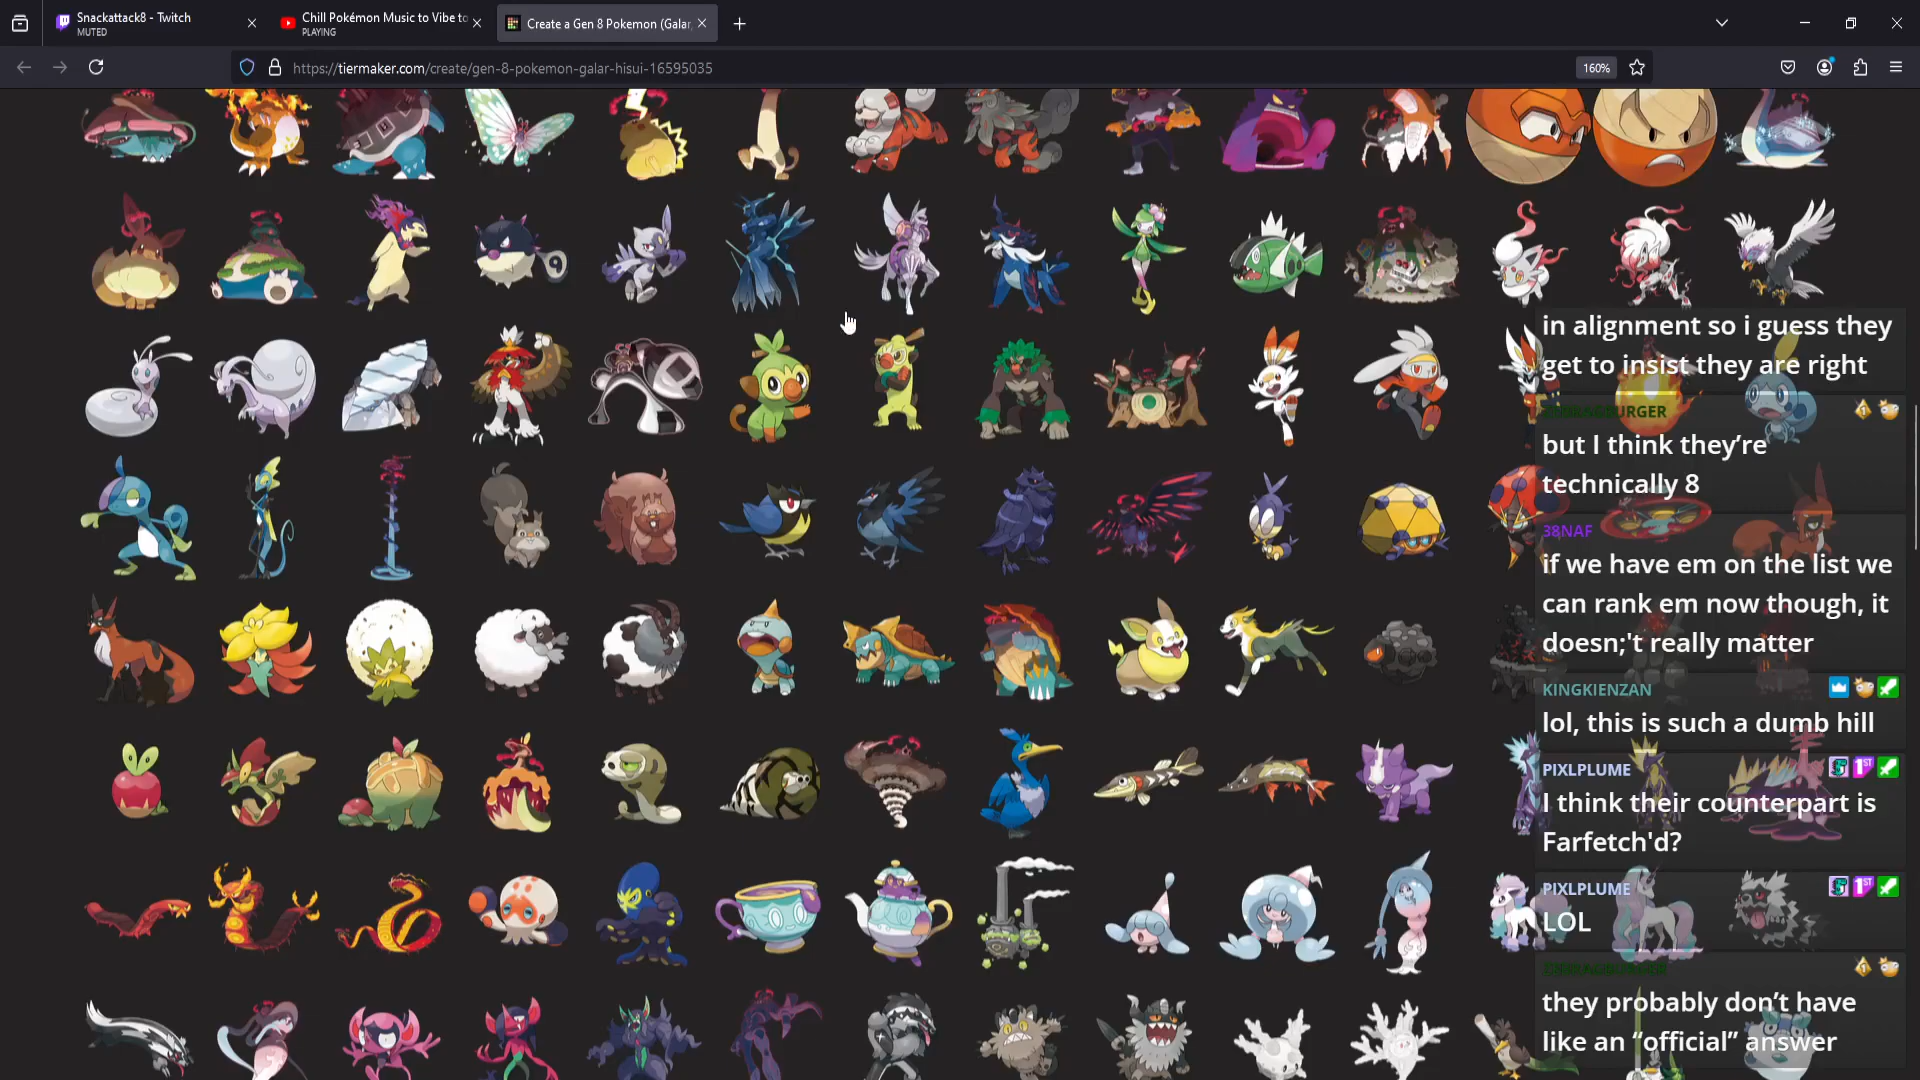 Snackattack8 - Twitch
MUTED
Chill Pokémon Music to Vibe to
PLAYING
Create a Gen 8 Pokemon (Galar,
https://tiermaker.com/create/gen-8-pokemon-galar-hisui-16595035
160%
in alignment so i guess they
get to insist they are right
but I think they're
technically 8
38NAF
if we have em on the list we
can rank em now though, it
doesn;'t really matter
KINGKIENZAN
lol, this is such a dumb hill
PIXLPLUME
I think their counterpart is
Farfetch'd?
PIXLPLUME
LOL
they probably don't have
like an “official” answer